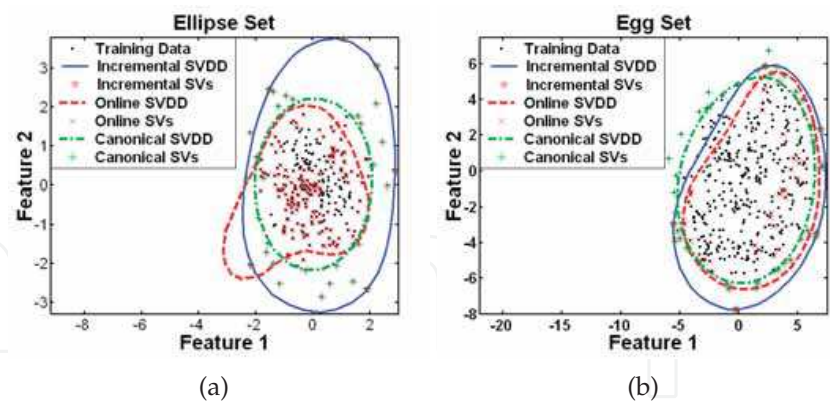 Ellipse Set
Training Data
Incremental SVDD
Incremental SVs
Online SVDD
Online SVs
Canonical SVDD
Canonical SVs
3
2
1
0
-1
-2
-3
Feature 2
-8 -6 -4 -2 0 2
Feature 1
(a)
Egg Set
Training Data
Incremental SVDD
Incremental SVs
Online SVDD
Online SVs
Canonical SVDD
Canonical SVs
6
4
2
0
-2
-4
-6
-8
Feature 2
-20 -15 -10 -5 0 5
Feature 1
(b)